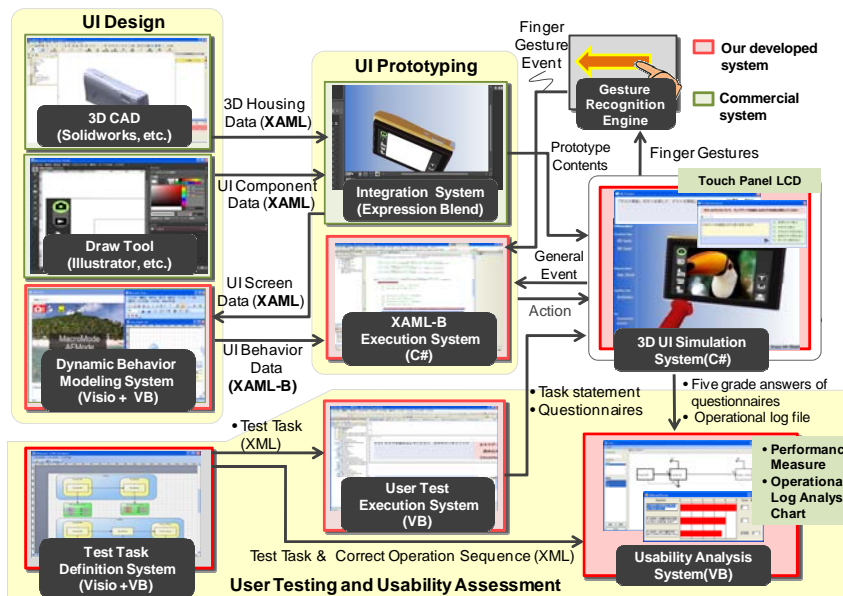 UI Design
3D CAD
(Solidworks, etc.)
Draw Tool
(Illustrator, etc.)
MacroMode
AFMode
Dynamic Behavior
Modeling System
(Visio + VB)
3D Housing
Data (XAML)
UI Component
Data (XAML)
UI Screen
Data (XAML)
UI Behavior
Data
(XAML-B)
UI Prototyping
Integration System
(Expression Blend)
XAML-B
Execution System
(C#)
Finger
Gesture
Event
Gesture
Recognition
Engine
Our developed
system
Commercial
system
Prototype
Contents
Finger Gestures
Touch Panel LCD
General
Event
Action
3D UI Simulation
System(C#)
• Task statement
• Questionnaires
• Five grade answers of
questionnaires
• Operational log file
• Test Task
(XML)
User Test
Execution System
(VB)
• Performanc
Measure
• Operationa
Log Analys
Chart
Test Task & Correct Operation Sequence (XML)
Usability Analysis
System(VB)
Test Task
Definition System
(Visio +VB)
User Testing and Usability Assessment